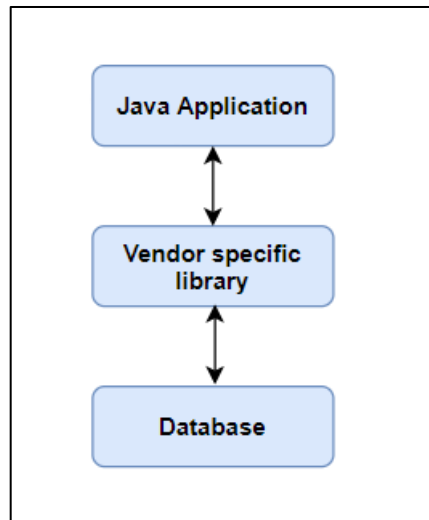 Java Application
Vendor specific
library
Database